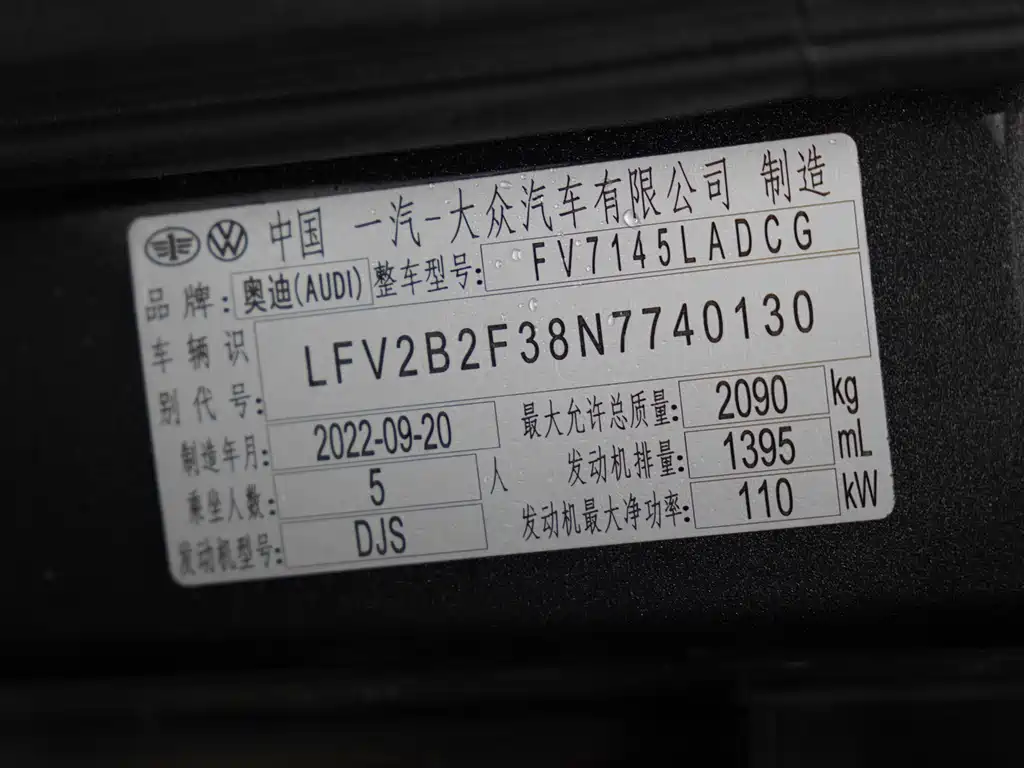 中国 一汽-大众汽车有限公司 制造
品牌: 奥迪(AUDI) 整车型号: FV7145LADCG
车辆识别代号: LFV2B2F38N7740130
制造年月: 2022-09-20 最大允许总质量: 2090 kg
乘坐人数: 5 人 发动机排量: 1395 mL
发动机型号: DJS 发动机最大净功率: 110 kW